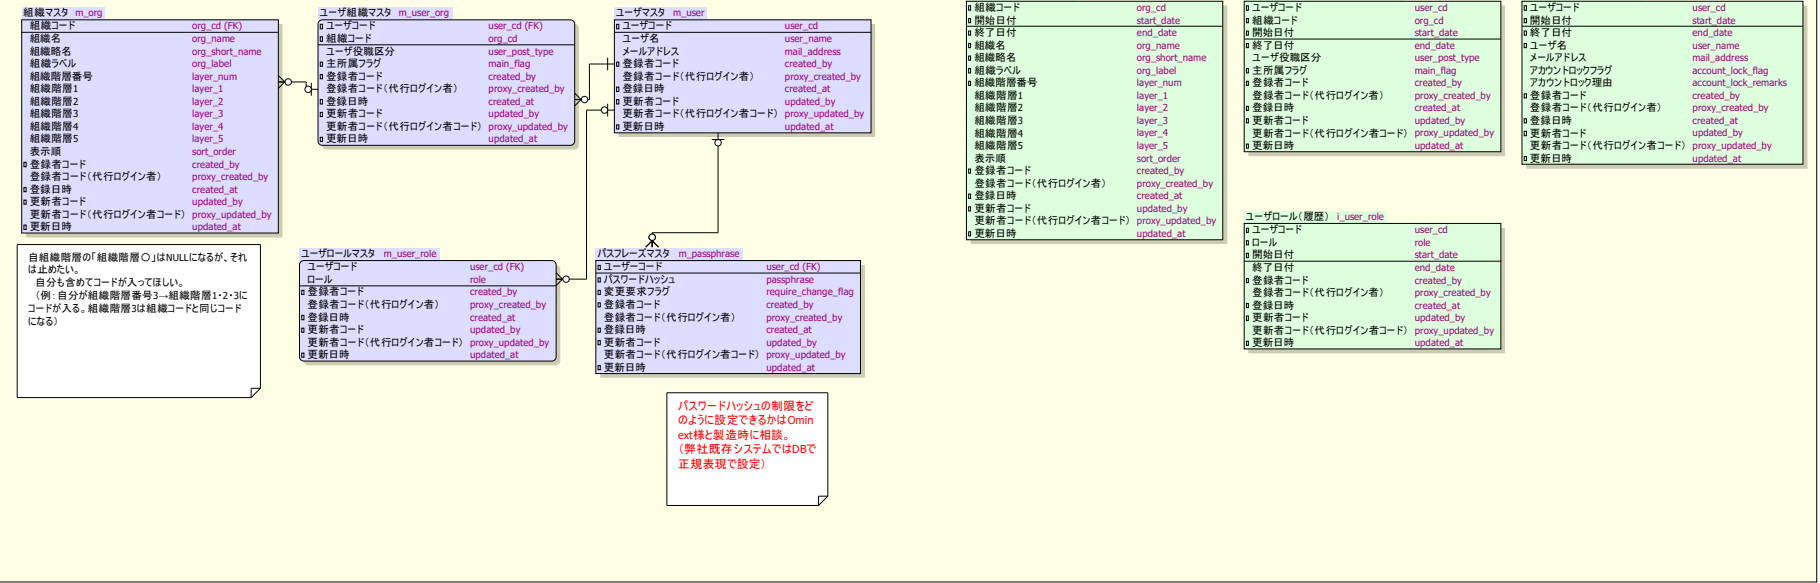 組織マスタ m_org
組織コード org_cd (FK)
組織名 org_name
組織略名 org_short_name
組織ラベル org_label
組織階層番号 layer_num
組織階層1 layer_1
組織階層2 layer_2
組織階層3 layer_3
組織階層4 layer_4
組織階層5 layer_5
表示順 sort_order
登録者コード created_by
登録者コード(代行ログイン者) proxy_created_by
登録日時 created_at
更新者コード updated_by
更新者コード(代行ログイン者コード) proxy_updated_by
更新日時 updated_at
自組織階層の「組織階層〇」はNULLになるが、それ
は止めたい。
自分も含めてコードが入ってほしい。
(例:自分が組織階層番号3→組織階層1・2・3に
コードが入る。組織階層3は組織コードと同じコード
になる)
ユーザ組織マスタ m_user_org
ユーザコード user_cd (FK)
組織コード org_cd
ユーザ役職区分 user_post_type
主所属フラグ main_flag
登録者コード created_by
登録者コード(代行ログイン者) proxy_created_by
登録日時 created_at
更新者コード updated_by
更新者コード(代行ログイン者コード) proxy_updated_by
更新日時 updated_at
ユーザマスタ m_user
ユーザコード user_cd
ユーザ名 user_name
メールアドレス mail_address
登録者コード created_by
登録者コード(代行ログイン者) proxy_created_by
登録日時 created_at
更新者コード updated_by
更新者コード(代行ログイン者コード) proxy_updated_by
更新日時 updated_at
ユーザロールマスタ m_user_role
ユーザコード user_cd (FK)
ロール role
登録者コード created_by
登録者コード(代行ログイン者) proxy_created_by
登録日時 created_at
更新者コード updated_by
更新者コード(代行ログイン者コード) proxy_updated_by
更新日時 updated_at
パスフレーズマスタ m_passphrase
ユーザーコード user_cd (FK)
パスワードハッシュ passphrase
変更要求フラグ require_change_flag
登録者コード created_by
登録者コード(代行ログイン者) proxy_created_by
登録日時 created_at
更新者コード updated_by
更新者コード(代行ログイン者コード) proxy_updated_by
更新日時 updated_at
パスワードハッシュの制限をど
のように設定できるかはOmin
ext様と製造時に相談。
(弊社既存システムではDBで
正規表現で設定)
組織コード org_cd
開始日付 start_date
終了日付 end_date
組織名 org_name
組織略名 org_short_name
組織ラベル org_label
組織階層番号 layer_num
組織階層1 layer_1
組織階層2 layer_2
組織階層3 layer_3
組織階層4 layer_4
組織階層5 layer_5
表示順 sort_order
登録者コード created_by
登録者コード(代行ログイン者) proxy_created_by
登録日時 created_at
更新者コード updated_by
更新者コード(代行ログイン者コード) proxy_updated_by
更新日時 updated_at
ユーザコード user_cd
組織コード org_cd
開始日付 start_date
終了日付 end_date
ユーザ役職区分 user_post_type
主所属フラグ main_flag
登録者コード created_by
登録者コード(代行ログイン者) proxy_created_by
登録日時 created_at
更新者コード updated_by
更新者コード(代行ログイン者コード) proxy_updated_by
更新日時 updated_at
ユーザコード user_cd
開始日付 start_date
終了日付 end_date
ユーザ名 user_name
メールアドレス mail_address
アカウントロックフラグ account_lock_flag
アカウントロック理由 account_lock_remarks
登録者コード created_by
登録者コード(代行ログイン者) proxy_created_by
登録日時 created_at
更新者コード updated_by
更新者コード(代行ログイン者コード) proxy_updated_by
更新日時 updated_at
ユーザロール(履歴) i_user_role
ユーザコード user_cd
ロール role
開始日付 start_date
終了日付 end_date
登録者コード created_by
登録者コード(代行ログイン者) proxy_created_by
登録日時 created_at
更新者コード updated_by
更新者コード(代行ログイン者コード) proxy_updated_by
更新日時 updated_at